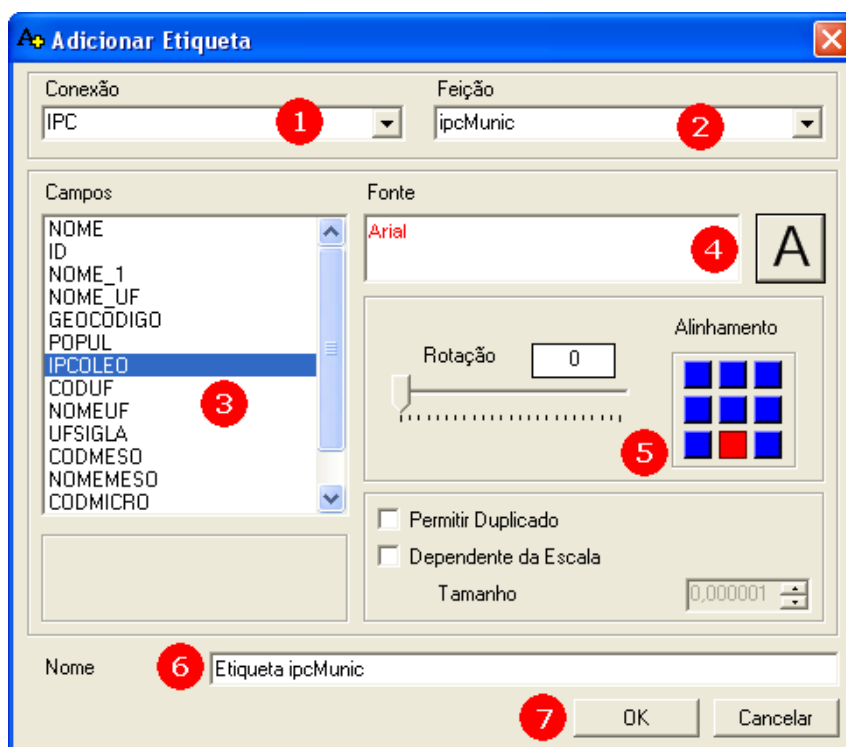 Adicionar Etiqueta
Conexão
Feição
IPC
1
ipcMunic
2
Campos
Fonte
NOME
ID
NOME_1
NOME_UF
GEOCODIGO
POPUL
IPCOLEO
CODUF
NOMEUF
UFSIGLA
CODMESO
NOMEMESO
CODMICRO
3
Arial
4
A
Rotação
0
Alinhamento
5
Permitir Duplicado
Dependente da Escala
Tamanho
0,000001
Nome
6
Etiqueta ipcMunic
7
OK
Cancelar